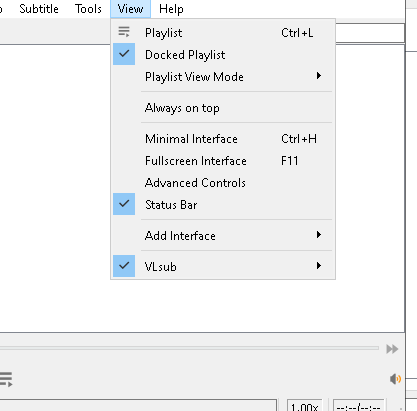 Subtitle Tools View Help
Playlist Ctrl+L
Docked Playlist
Playlist View Mode
Always on top
Minimal Interface Ctrl+H
Fullscreen Interface F11
Advanced Controls
Status Bar
Add Interface
VLsub
1.00x --:--/--:--